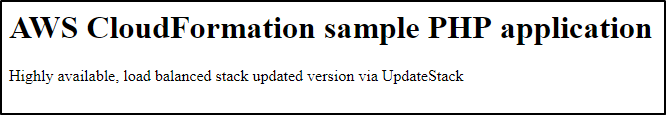 AWS CloudFormation sample PHP application
Highly available, load balanced stack updated version via UpdateStack